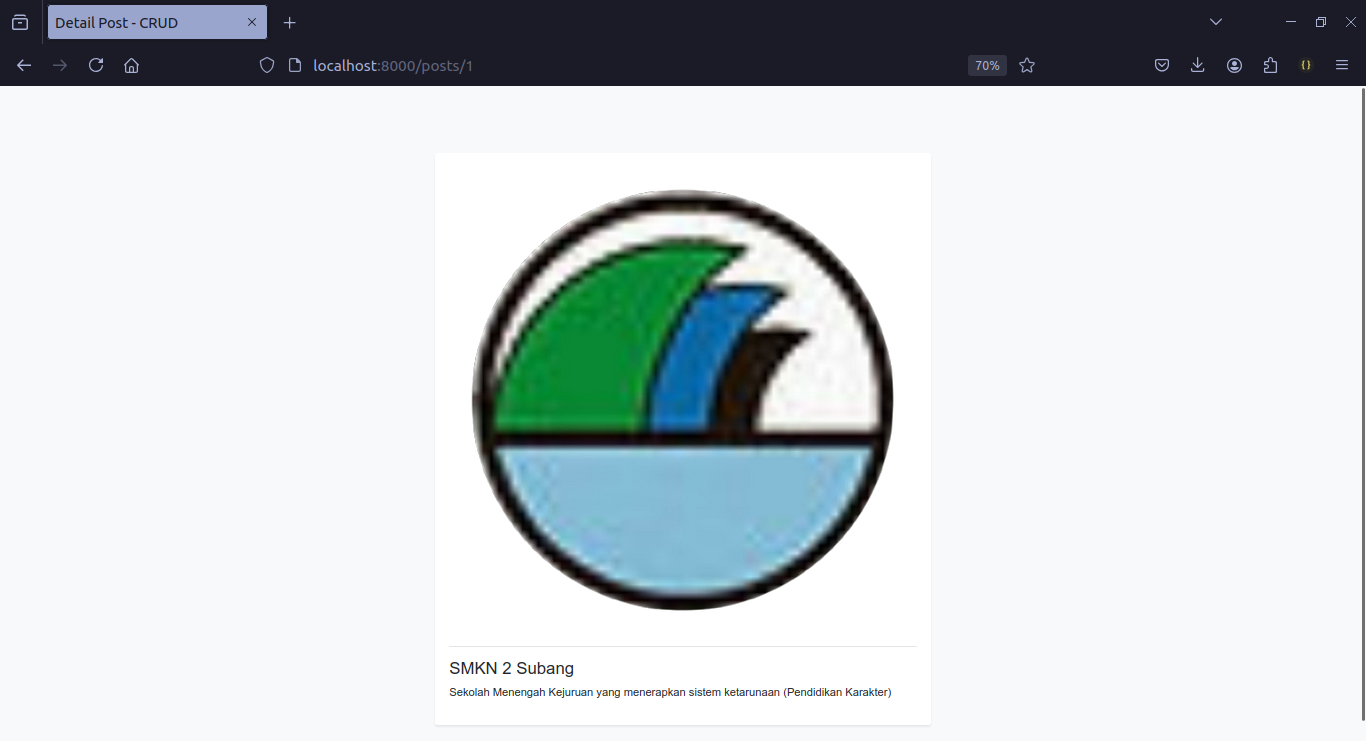 Detail Post - CRUD
localhost:8000/posts/1
70%
SMKN 2 Subang
Sekolah Menengah Kejuruan yang menerapkan sistem ketarunaan (Pendidikan Karakter)